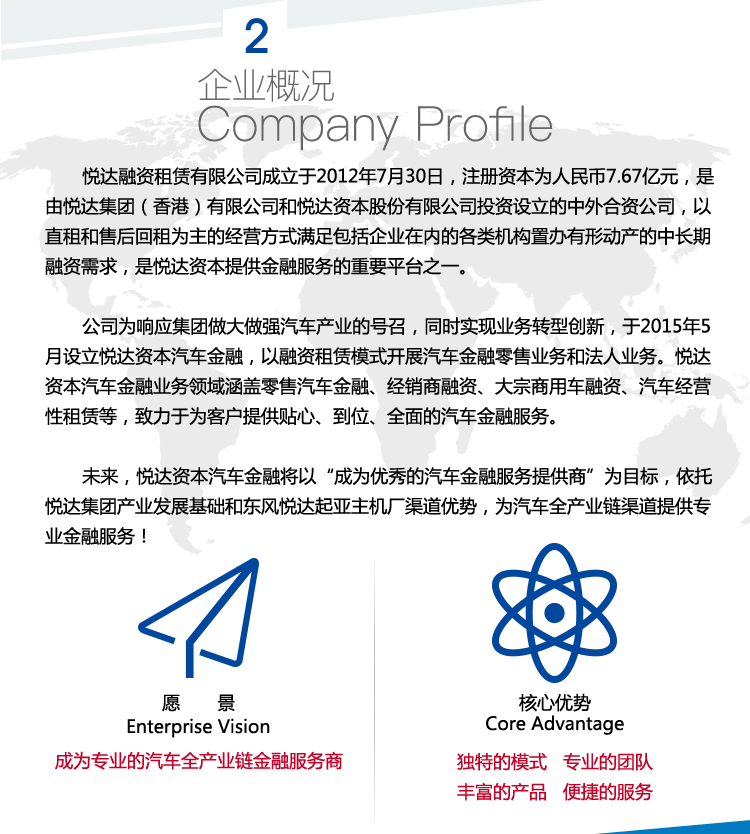 2
企业概况
Company Profile
悦达融资租赁有限公司成立于2012年7月30日，注册资本为人民币7.67亿元，是
由悦达集团（香港）有限公司和悦达资本股份有限公司投资设立的中外合资公司，以
直租和售后回租为主的经营方式满足包括企业在内的各类机构置办有形动产的中长期
融资需求，是悦达资本提供金融服务的重要平台之一。
公司为响应集团做大做强汽车产业的号召，同时实现业务转型创新，于2015年5
月设立悦达资本汽车金融，以融资租赁模式开展汽车金融零售业务和法人业务。悦达
资本汽车金融业务领域涵盖零售汽车金融、经销商融资、大宗商用车融资、汽车经营
性租赁等，致力于为客户提供贴心、到位、全面的汽车金融服务。
未来，悦达资本汽车金融将以“成为优秀的汽车金融服务提供商”为目标，依托
悦达集团产业发展基础和东风悦达起亚主机厂渠道优势，为汽车全产业链渠道提供专
业金融服务！
愿 景
Enterprise Vision
成为专业的汽车全产业链金融服务商
核心优势
Core Advantage
独特的模式 专业的团队
丰富的产品 便捷的服务